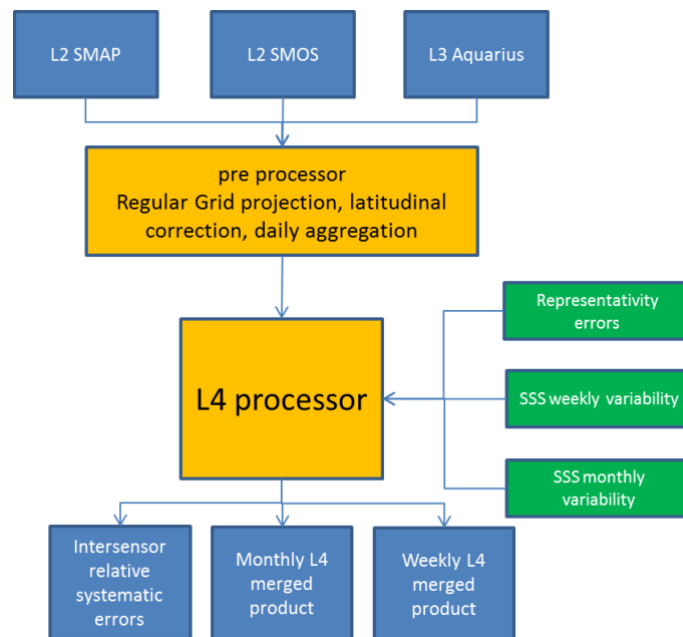 L2 SMAP
L2 SMOS
L3 Aquarius
pre processor
Regular Grid projection, latitudinal
correction, daily aggregation
Representativity
errors
L4 processor
SSS weekly variability
SSS monthly
variability
Intersensor
relative
systematic
errors
Monthly L4
merged
product
Weekly L4
merged
product